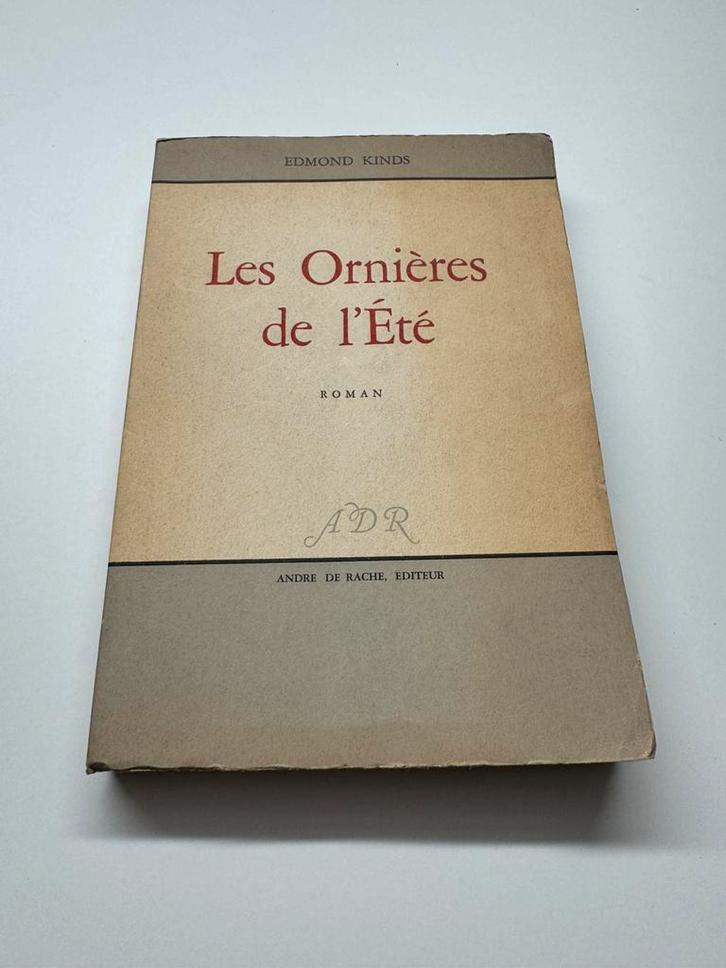 EDMOND KINDS
Les Ornières
de l'Été
ROMAN
ADR
ANDRE DE RACHE, EDITEUR